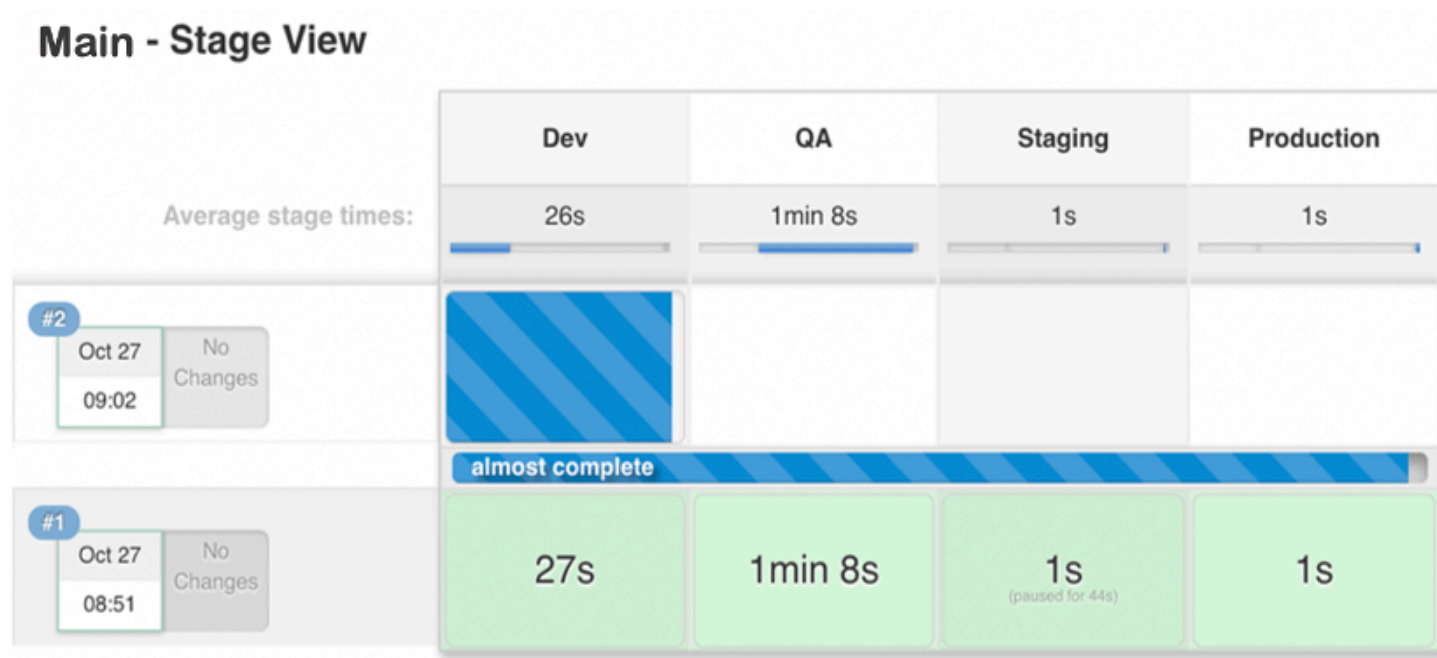 Main - Stage View
Dev QA Staging Production
Average stage times: 26s 1min 8s 1s 1s
#2
Oct 27 No
Changes
09:02
almost complete
#1
Oct 27 No
Changes
08:51
27s 1min 8s 1s 1s
(paused for 44s)